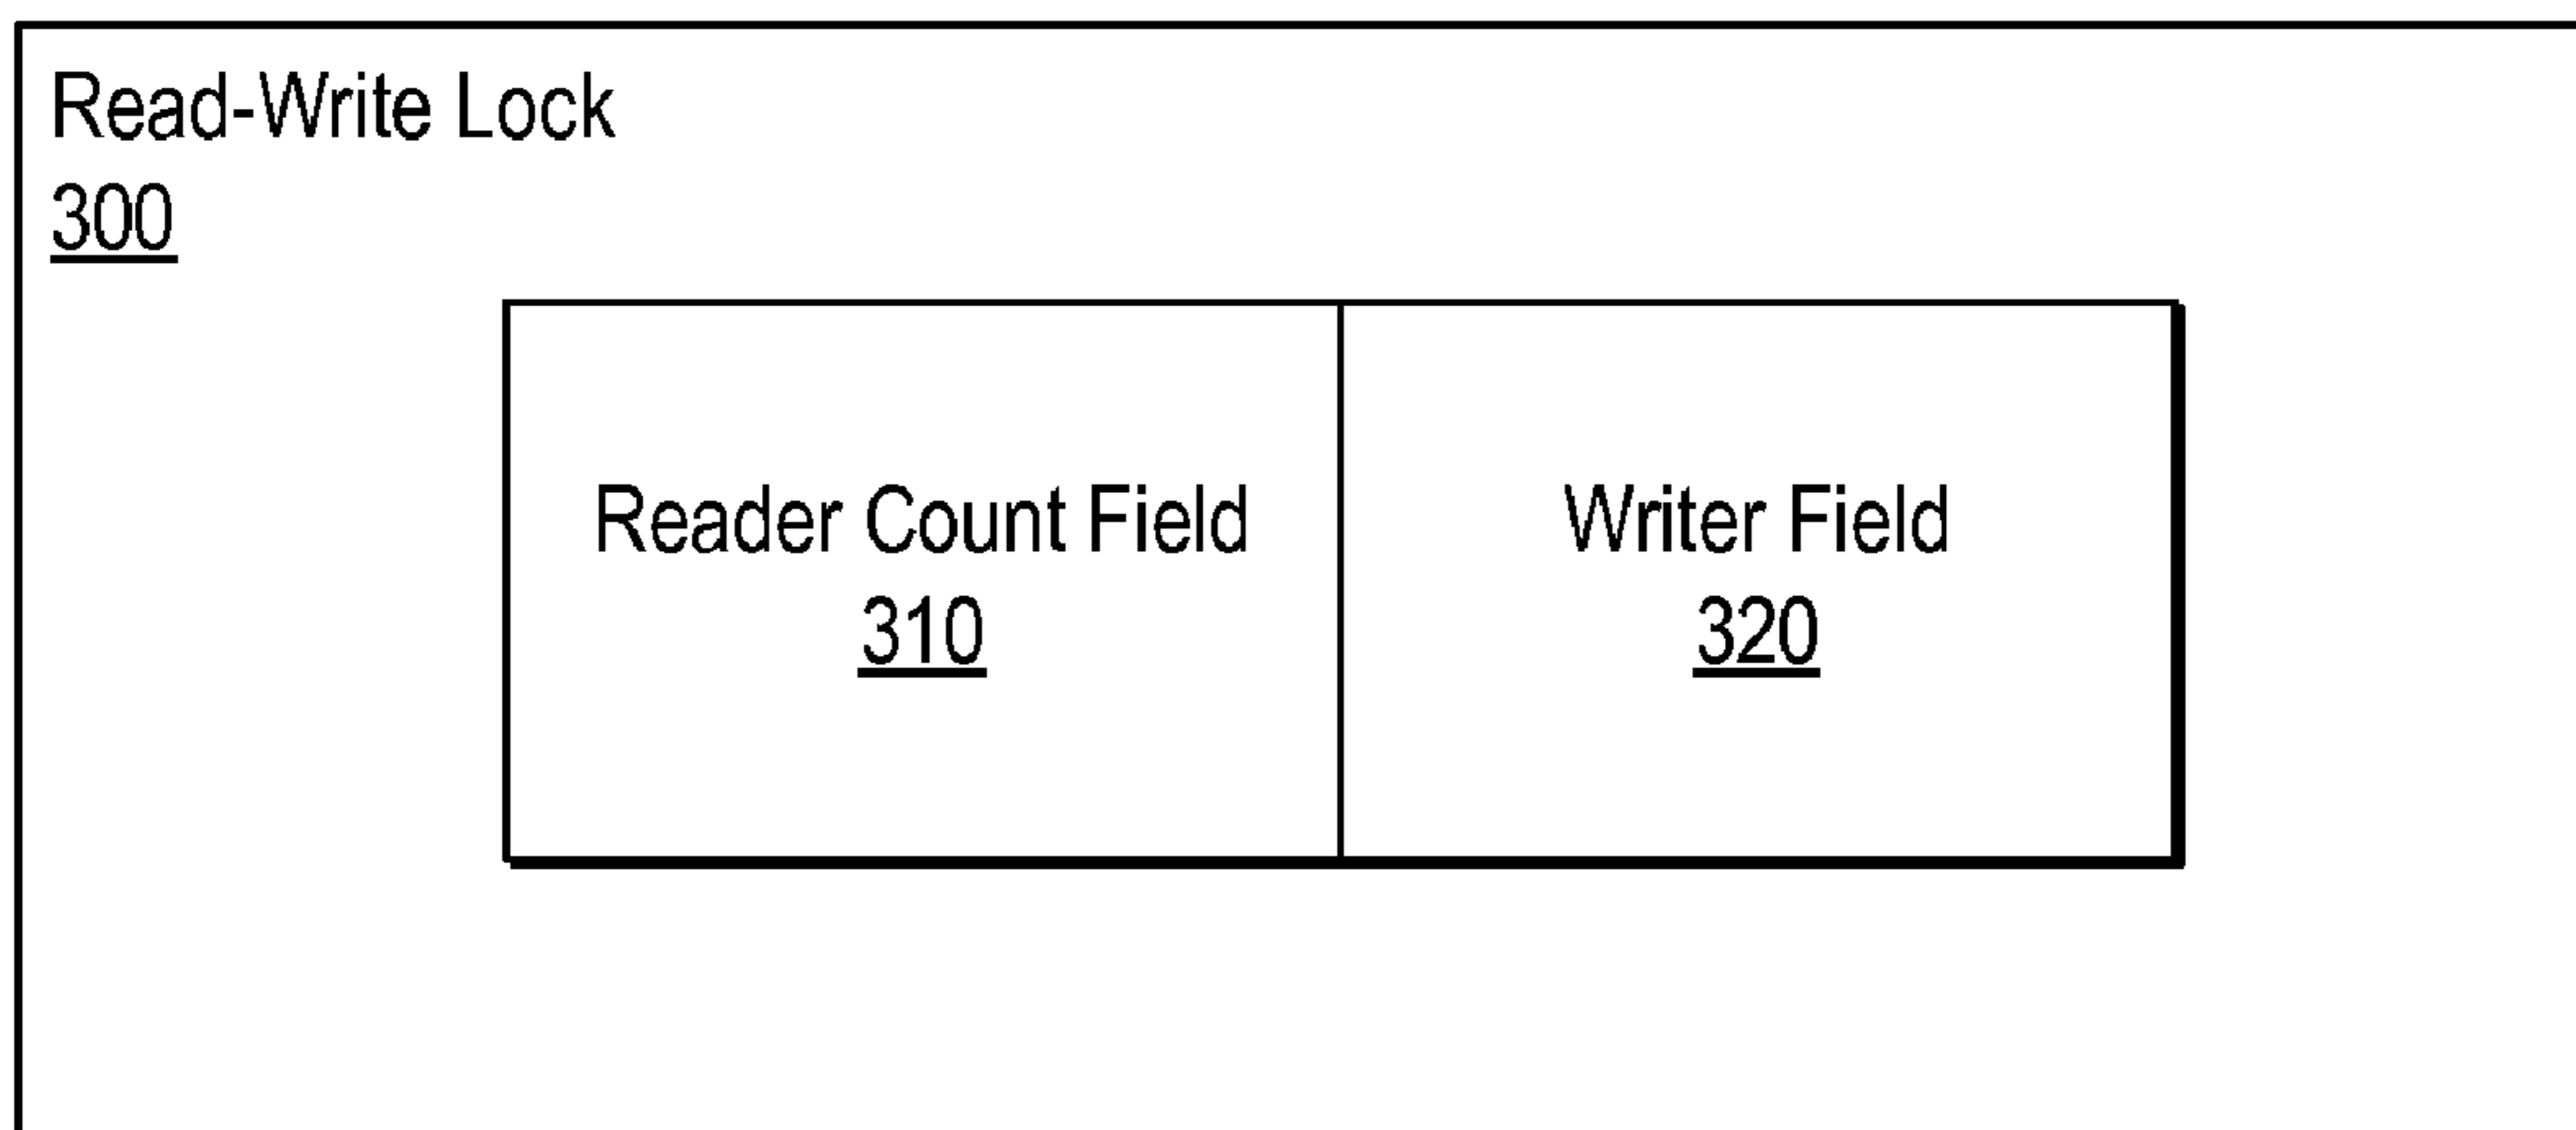 Read-Write Lock
300
Reader Count Field
310
Writer Field
320